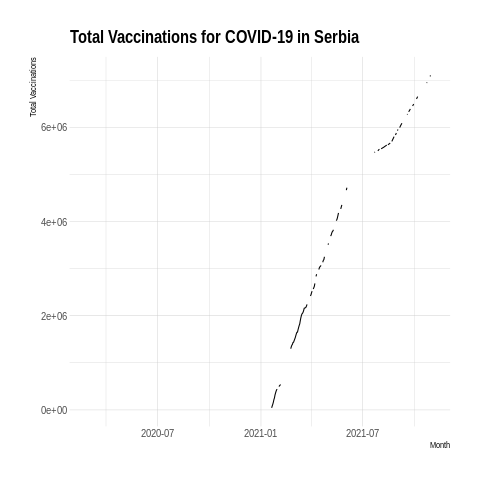 Total Vaccinations for COVID-19 in Serbia
Total Vaccinations
6e+06
4e+06
2e+06
0e+00
2020-07 2021-01 2021-07
Month